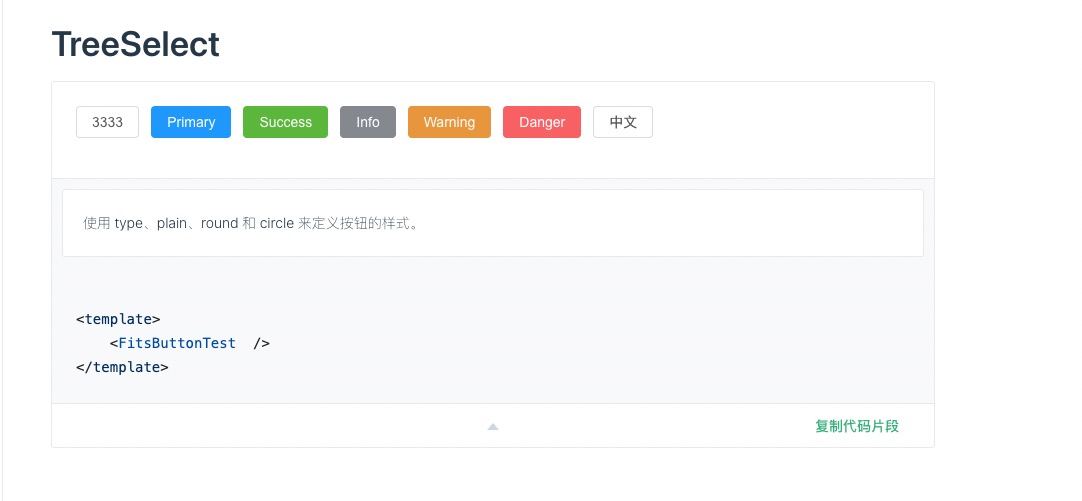 TreeSelect
3333 Primary Success Info Warning Danger 中文
使用 type、plain、round 和 circle 来定义按钮的样式。
<template>
    <FitsButtonTest  />
</template>
复制代码片段